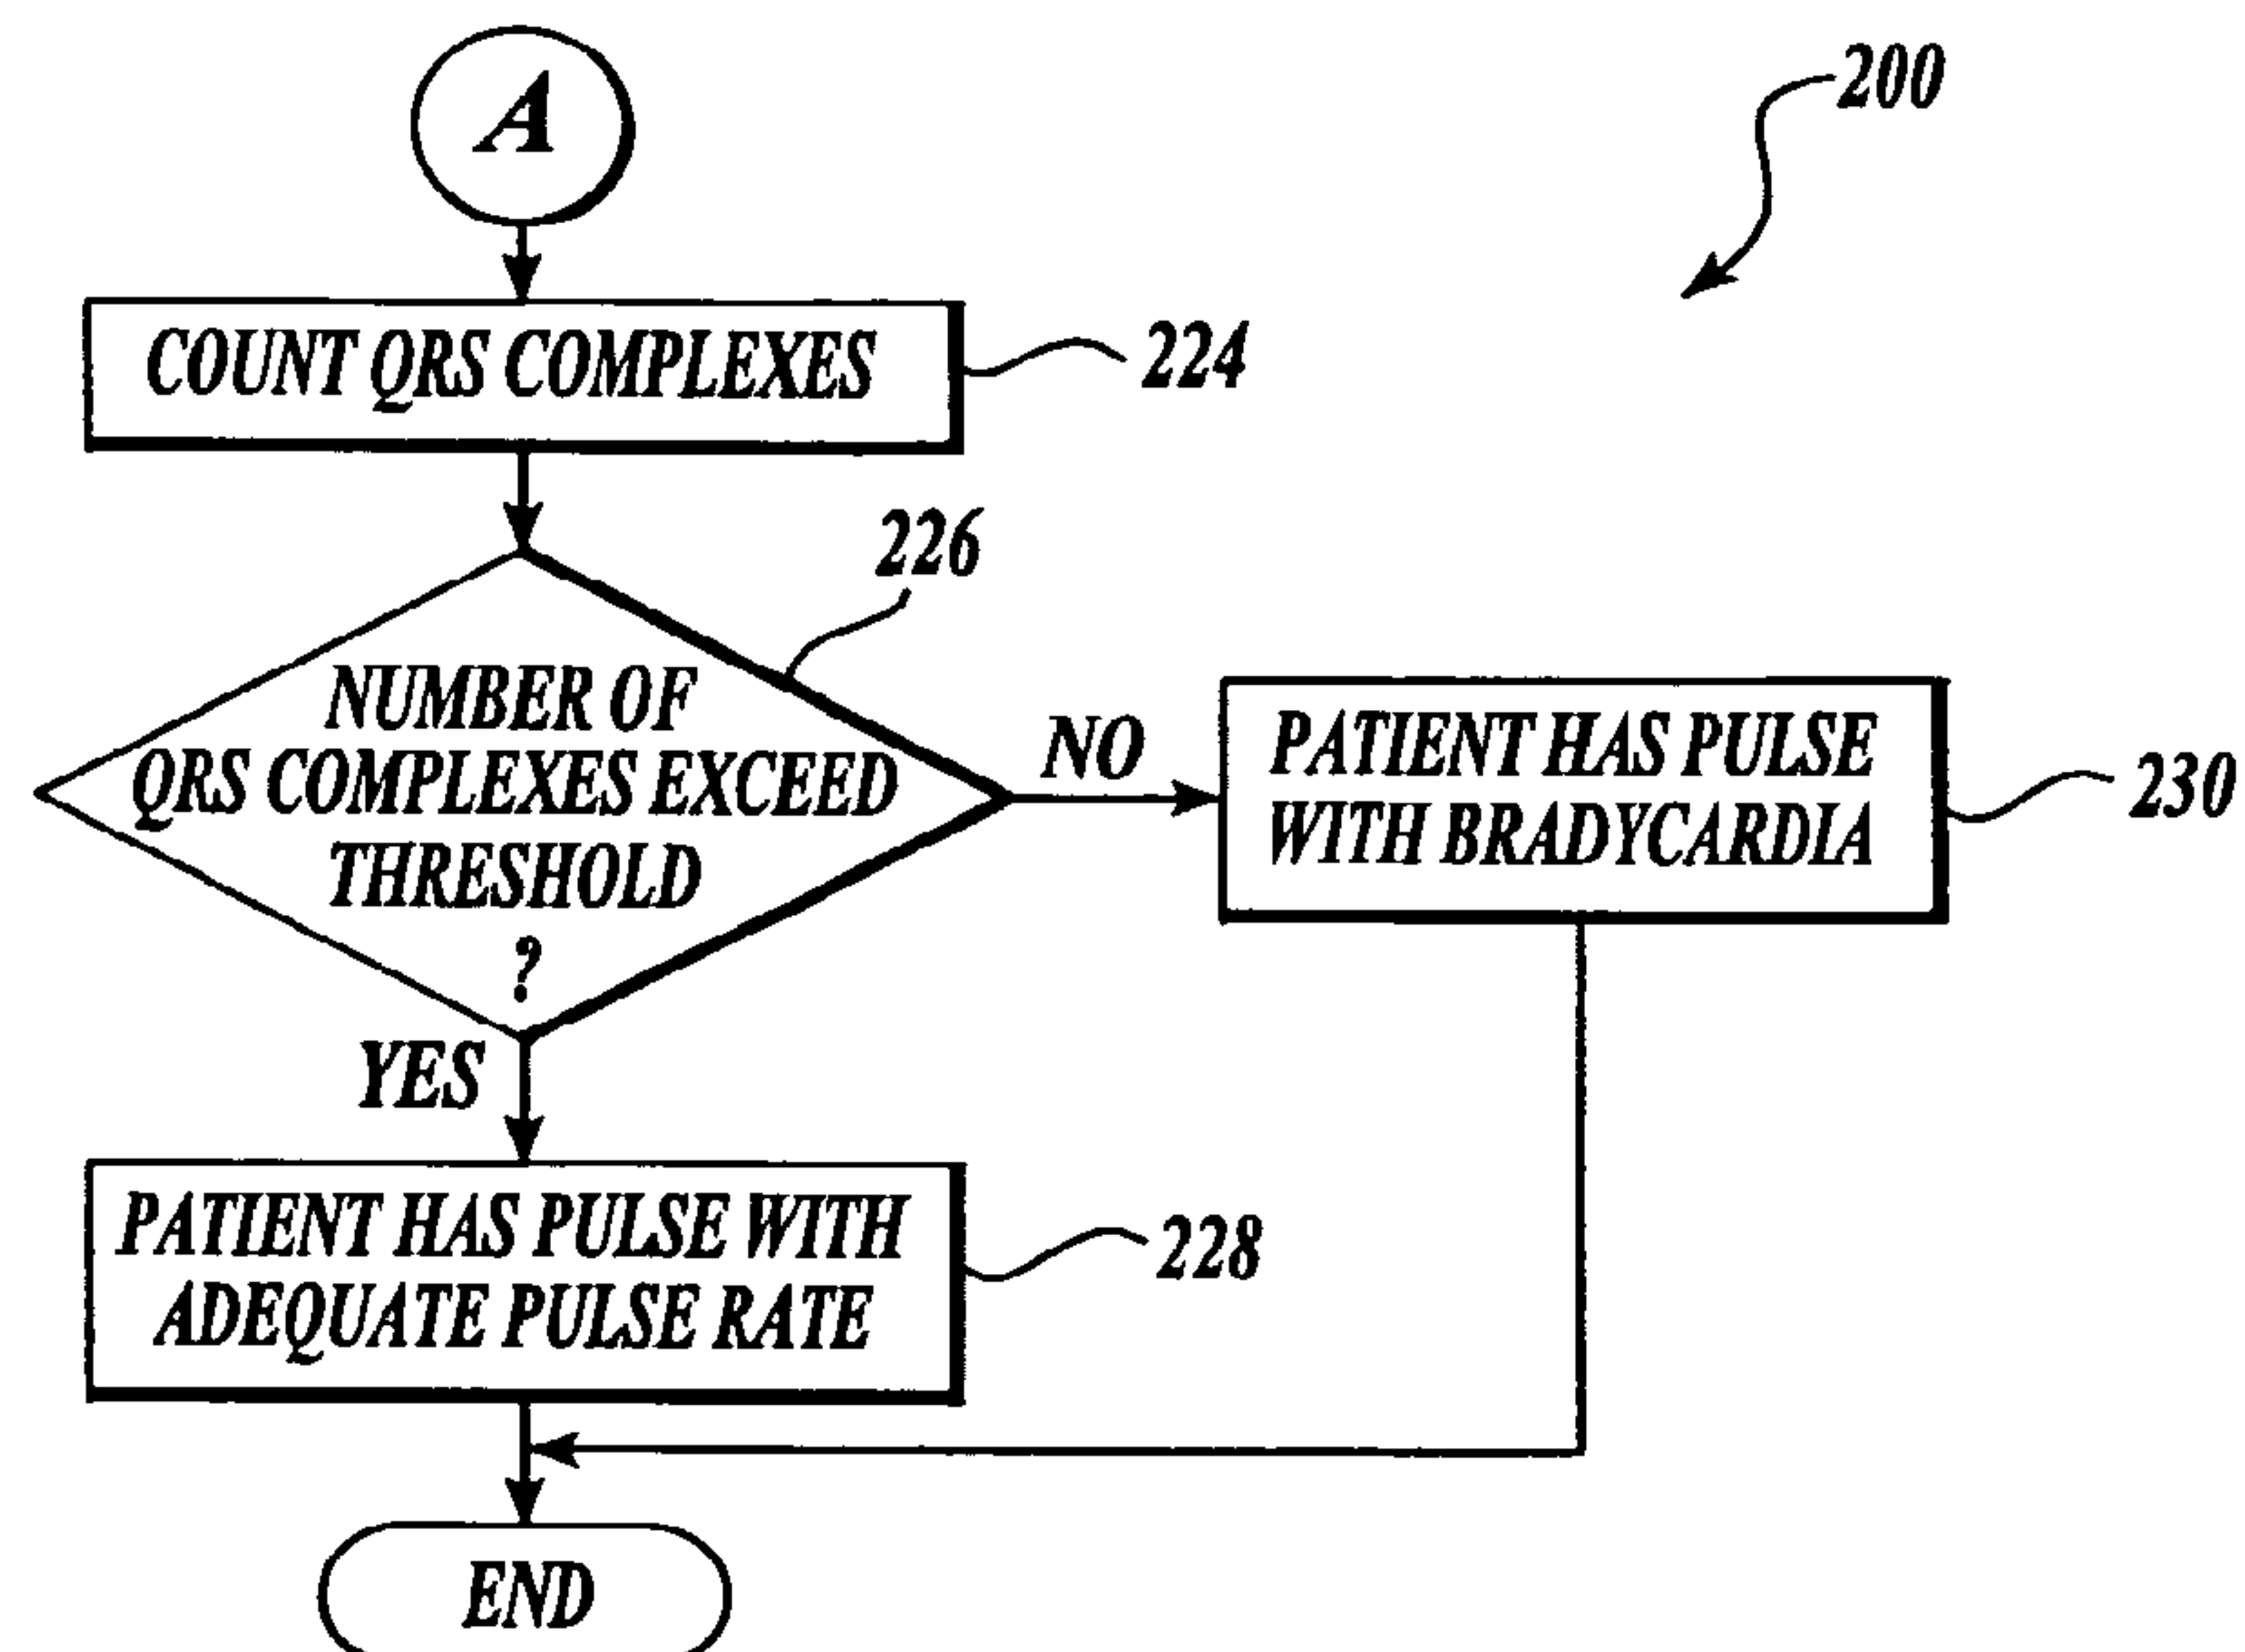 A
200
COUNT QRS COMPLEXES
224
226
NUMBER OF
QRS COMPLEXES EXCEED
THRESHOLD
?
NO
PATIENT HAS PULSE
WITH BRADYCARDIA
230
YES
PATIENT HAS PULSE WITH
ADEQUATE PULSE RATE
228
END